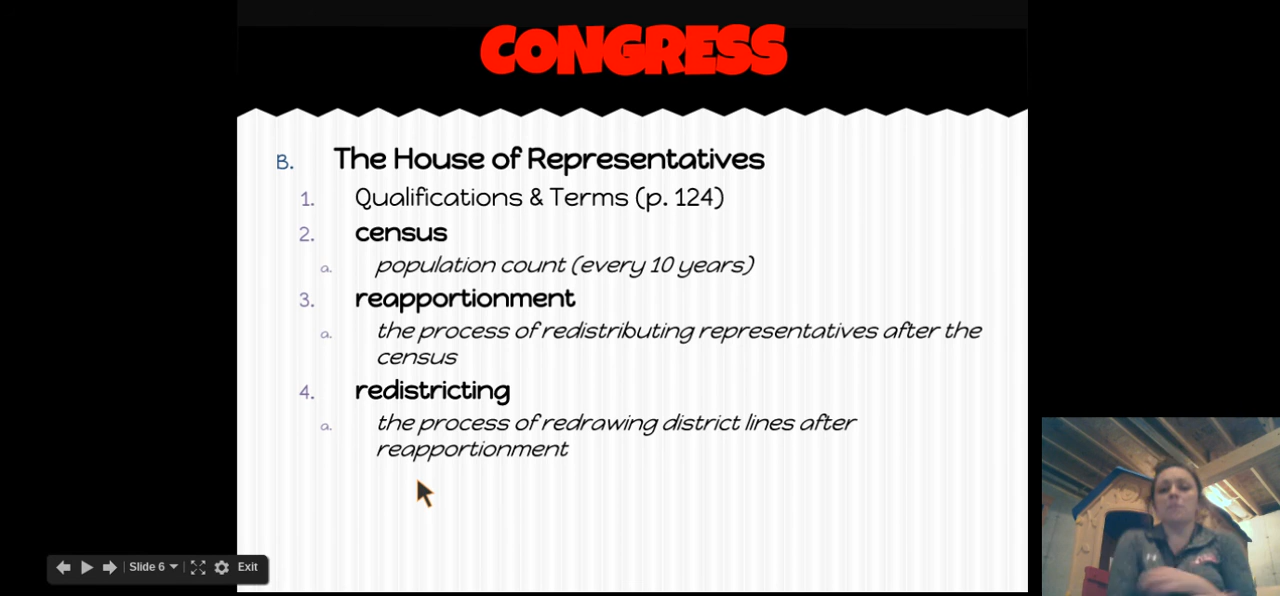 CONGRESS
B. The House of Representatives
1. Qualifications & Terms (p. 124)
2. census
a. population count (every 10 years)
3. reapportionment
a. the process of redistributing representatives after the
census
4. redistricting
a. the process of redrawing district lines after
reapportionment
Slide 6 Exit